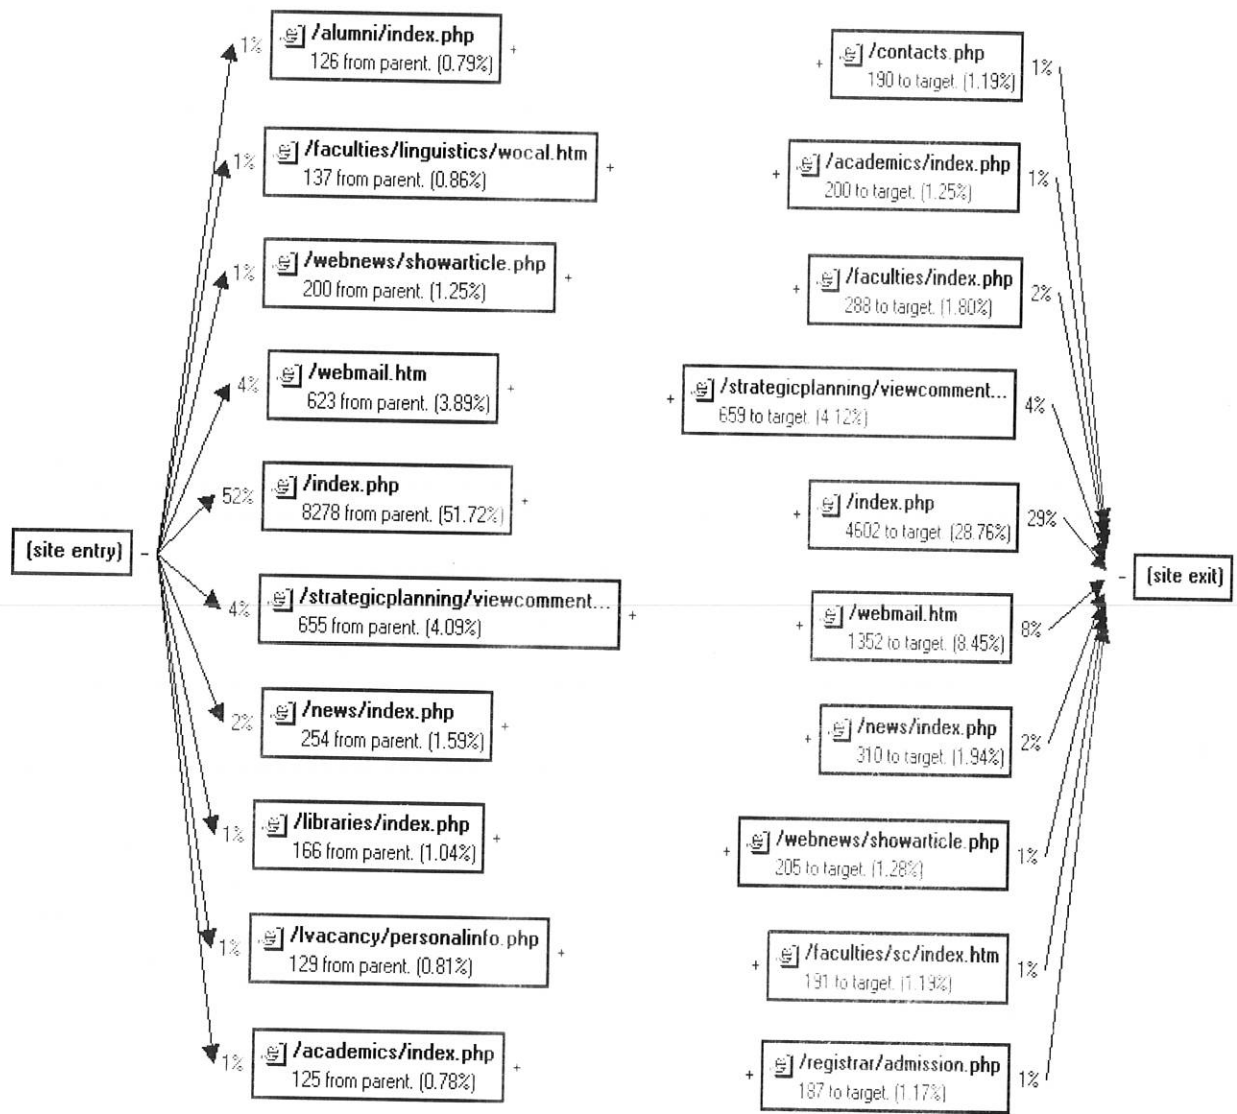 1%
/alumni/index.php
126 from parent. (0.79%)
+
1%
/faculties/linguistics/wocal.htm
137 from parent. (0.86%)
+
1%
/webnews/showarticle.php
200 from parent. (1.25%)
+
4%
/webmail.htm
623 from parent. (3.89%)
+
52%
/index.php
8278 from parent. (51.72%)
+
(site entry) -
4%
/strategicplanning/viewcomment...
655 from parent. (4.09%)
+
2%
/news/index.php
254 from parent. (1.59%)
+
1%
/libraries/index.php
166 from parent. (1.04%)
+
1%
/lvacancy/personalinfo.php
129 from parent. (0.81%)
+
1%
/academics/index.php
125 from parent. (0.78%)
+
+
/contacts.php
190 to target. (1.19%)
1%
+
/academics/index.php
200 to target. (1.25%)
1%
+
/faculties/index.php
288 to target. (1.80%)
2%
+
/strategicplanning/viewcomment...
659 to target. (4.12%)
4%
+
/index.php
4602 to target. (28.76%)
29%
- (site exit)
+
/webmail.htm
1352 to target. (8.45%)
8%
+
/news/index.php
310 to target. (1.94%)
2%
+
/webnews/showarticle.php
205 to target. (1.28%)
1%
+
/faculties/sc/index.htm
191 to target. (1.19%)
1%
+
/registrar/admission.php
187 to target. (1.17%)
1%